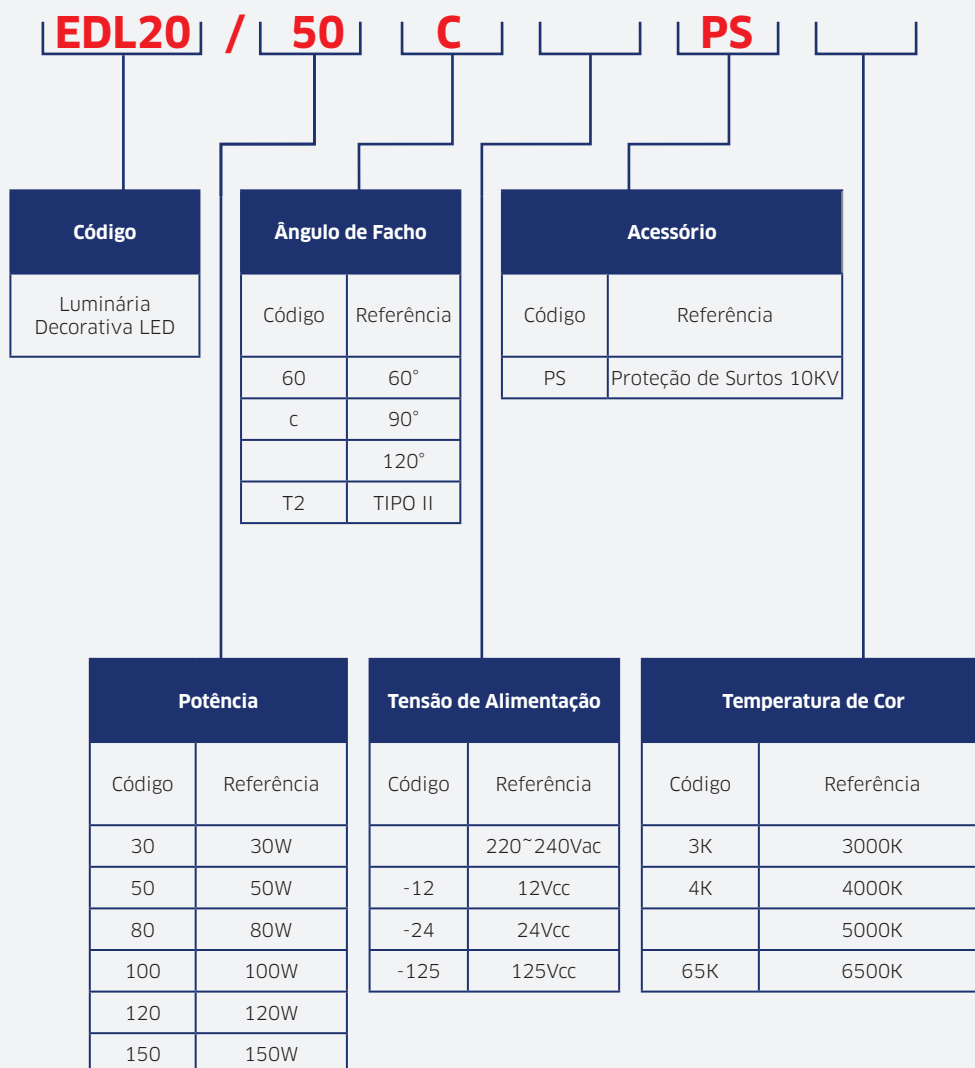 EDL20 / 50 C PS
Código
Luminária
Decorativa LED
Ângulo de Facho
Código Referência
60 60°
c 90°
120°
T2 TIPO II
Acessório
Código Referência
PS Proteção de Surtos 10KV
Potência
Código Referência
30 30W
50 50W
80 80W
100 100W
120 120W
150 150W
Tensão de Alimentação
Código Referência
220~240Vac
-12 12Vcc
-24 24Vcc
-125 125Vcc
Temperatura de Cor
Código Referência
3K 3000K
4K 4000K
5000K
65K 6500K